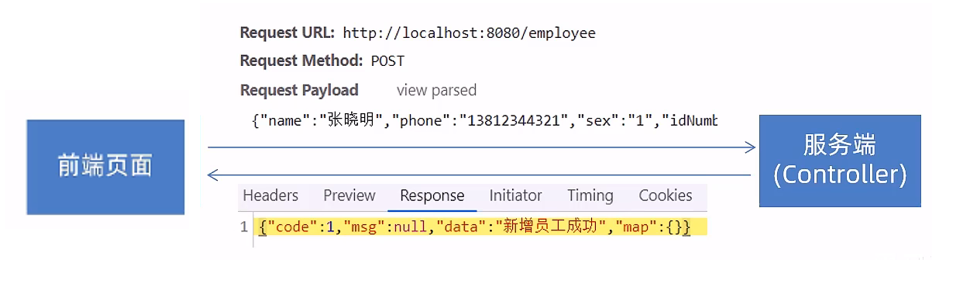 Request URL: http://localhost:8080/employee
Request Method: POST
Request Payload view parsed
{"name":"张晓明","phone":"13812344321","sex":"1","idNumb
前端页面
服务端
(Controller)
Headers Preview Response Initiator Timing Cookies
1 {"code":1,"msg":null,"data":"新增员工成功","map":{}}